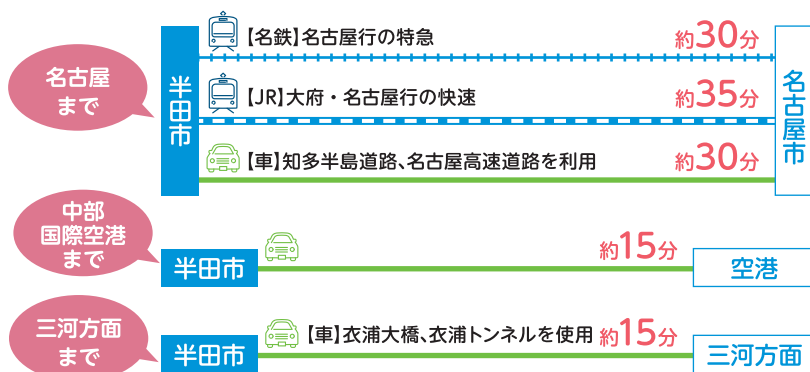 名古屋
まで
半田市
【名鉄】名古屋行の特急
約30分
【JR】大府・名古屋行の快速
約35分
【車】知多半島道路、名古屋高速道路を利用
約30分
名古屋市
中部
国際空港
まで
半田市
約15分
空港
三河方面
まで
半田市
【車】衣浦大橋、衣浦トンネルを使用
約15分
三河方面